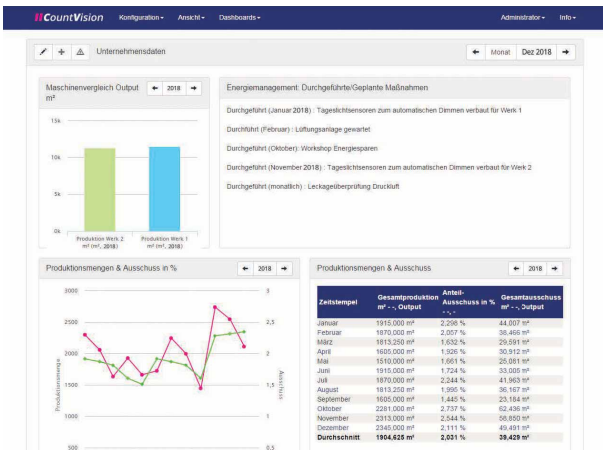 CountVision Konfiguration Ansicht Dashboards Administrator Info
Unternehmensdaten Monat Dez 2018
Maschinenvergleich Output m² 2018
15k
10k
5k
0k
Produktion Werk 2 m² (m², 2018)
Produktion Werk 1 m² (m², 2018)
Energiemanagement: Durchgeführte/Geplante Maßnahmen
Durchgeführt (Januar 2018) : Tageslichtsensoren zum automatischen Dimmen verbaut für Werk 1
Durchführt (Februar) : Lüftungsanlage gewartet
Durchgeführt (Oktober): Workshop Energiesparen
Durchgeführt (November 2018) : Tageslichtsensoren zum automatischen Dimmen verbaut für Werk 2
Durchgeführt (monatlich) : Leckageüberprüfung Druckluft
Produktionsmengen & Ausschuss in % 2018
3000 3
2500 2,5
2000 2
1500 1,5
1000 1
500 0,5
Produktionsmenge
Ausschuss
Produktionsmengen & Ausschuss 2018
Zeitstempel Gesamtproduktion m² - -, Output Anteil-Ausschuss in % - -, - Gesamtausschuss m² - -, Output
Januar 1915,000 m² 2,298 % 44,007 m²
Februar 1870,000 m² 2,057 % 38,466 m²
März 1813,250 m² 1,632 % 29,591 m²
April 1605,000 m² 1,926 % 30,912 m²
Mai 1510,000 m² 1,661 % 25,081 m²
Juni 1915,000 m² 1,724 % 33,005 m²
Juli 1870,000 m² 2,244 % 41,963 m²
August 1813,250 m² 1,995 % 36,167 m²
September 1605,000 m² 1,445 % 23,184 m²
Oktober 2281,000 m² 2,737 % 62,436 m²
November 2313,000 m² 2,544 % 58,850 m²
Dezember 2345,000 m² 2,111 % 49,491 m²
Durchschnitt 1904,625 m² 2,031 % 39,429 m²